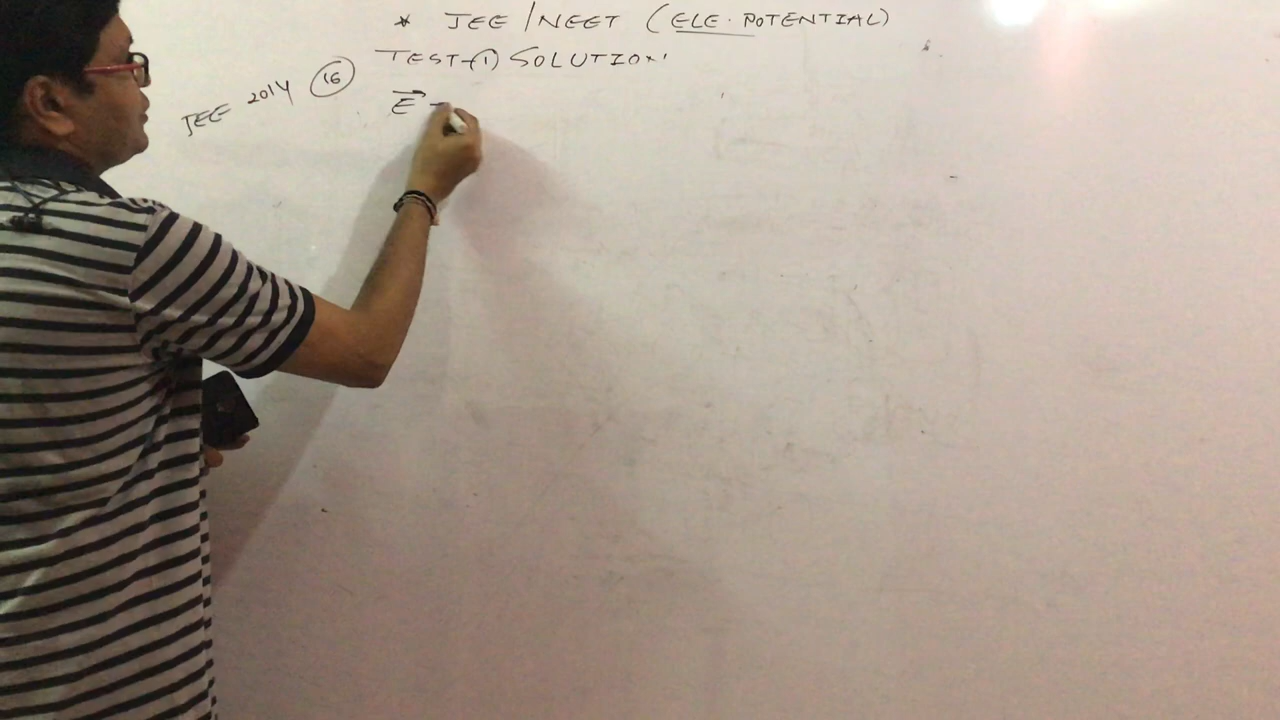 * JEE/NEET (ELE. POTENTIAL)
TEST-(1) SOLUTION
JEE 2014 (16)
E